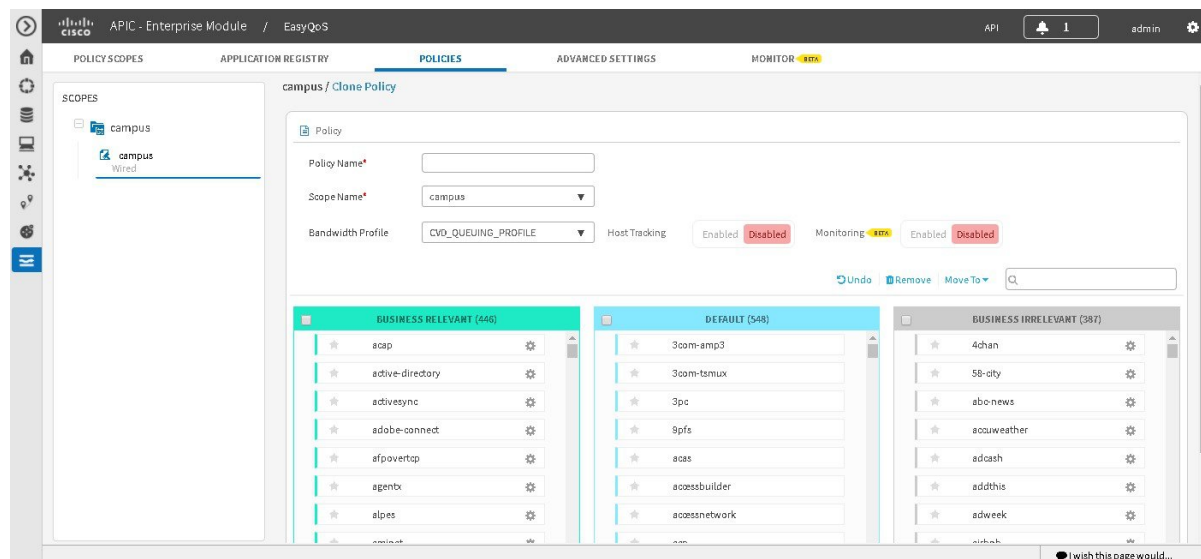 cisco APIC - Enterprise Module / EasyQoS API 1 admin
POLICY SCOPES APPLICATION REGISTRY POLICIES ADVANCED SETTINGS MONITOR BETA
SCOPES
campus
campus
Wired
campus / Clone Policy
Policy
Policy Name*
Scope Name* campus
Bandwidth Profile CVD_QUEUING_PROFILE Host Tracking Enabled Disabled Monitoring BETA Enabled Disabled
Undo Remove Move To
BUSINESS RELEVANT (446) DEFAULT (548) BUSINESS IRRELEVANT (387)
acap 3com-amp3 4chan
active-directory 3com-tsmux 58-city
activesync 3pc abc-news
adobe-connect 9pfs accuweather
afpovertcp acas adcash
agentx accessbuilder addthis
alpes accessnetwork adweek
I wish this page would...